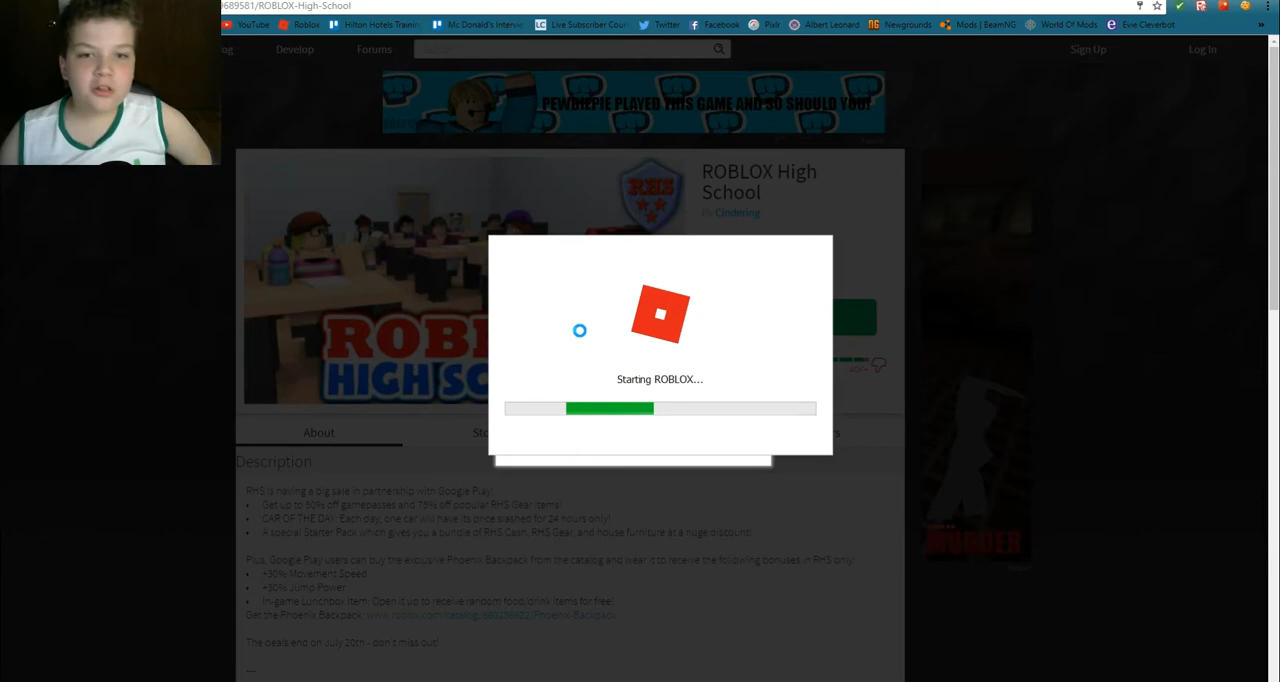 689581/ROBLOX-High-School
YouTube Roblox Hilton Hotels Trainin Mc Donald's Intervie LC Live Subscriber Coun Twitter Facebook Pixlr Albert Leonard NG Newgrounds Mods | BeamNG World Of Mods e Evie Cleverbot »
og Develop Forums Sign Up Log In
PEWDIEPIE PLAYED THIS GAME AND SO SHOULD YOU!
RHS
ROBLOX High
School
By Cindering
ROB
HIGH SC
Starting ROBLOX...
About Sto rs
Description
RHS is having a big sale in partnership with Google Play!
• Get up to 50% off gamepasses and 75% off popular RHS Gear items!
• CAR OF THE DAY: Each day, one car will have its price slashed for 24 hours only!
• A special Starter Pack which gives you a bundle of RHS Cash, RHS Gear, and house furniture at a huge discount!
Plus, Google Play users can buy the exclusive Phoenix Backpack from the catalog and wear it to receive the following bonuses in RHS only:
• +30% Movement Speed
• +30% Jump Power
• In-game Lunchbox Item: Open it up to receive random food/drink items for free!
Get the Phoenix Backpack:
The deals end on July 20th - don't miss out!
---
MURDER